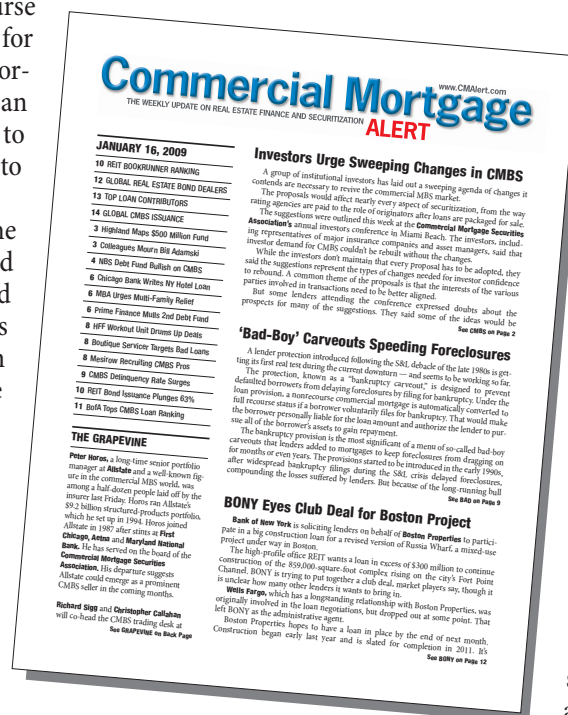 urse
for
or-
an
to
to
ne
d
d
s
n
e
s
a
www.CMAlert.com
Commercial Mortgage
ALERT
THE WEEKLY UPDATE ON REAL ESTATE FINANCE AND SECURITIZATION
JANUARY 16, 2009
10 REIT BOOKRUNNER RANKING
12 GLOBAL REAL ESTATE BOND DEALERS
13 TOP LOAN CONTRIBUTORS
14 GLOBAL CMBS ISSUANCE
3 Highland Maps $500 Million Fund
3 Colleagues Mourn Bill Adamski
4 NBS Debt Fund Bullish on CMBS
6 Chicago Bank Writes NY Hotel Loan
6 MBA Urges Multi-Family Relief
6 Prime Finance Mulls 2nd Debt Fund
8 HFF Workout Unit Drums Up Deals
8 Boutique Servicer Targets Bad Loans
8 Mesirow Recruiting CMBS Pros
9 CMBS Delinquency Rate Surges
10 REIT Bond Issuance Plunges 63%
11 BofA Tops CMBS Loan Ranking
THE GRAPEVINE
Peter Horos, a long-time senior portfolio
manager at Allstate and a well-known fig-
ure in the commercial MBS world, was
among a half-dozen people laid off by the
insurer last Friday. Horos ran Allstate's
$9.2 billion structured-products portfolio,
which he set up in 1994. Horos joined
Allstate in 1987 after stints at First
Chicago, Aetna and Maryland National
Bank. He has served on the board of the
Commercial Mortgage Securities
Association. His departure suggests
Allstate could emerge as a prominent
CMBS seller in the coming months.
Richard Sigg and Christopher Callahan
will co-head the CMBS trading desk at
See GRAPEVINE on Back Page
Investors Urge Sweeping Changes in CMBS
A group of institutional investors has laid out a sweeping agenda of changes it
contends are necessary to revive the commercial MBS market.
The proposals would affect nearly every aspect of securitization, from the way
rating agencies are paid to the role of originators after loans are packaged for sale.
The suggestions were outlined this week at the Commercial Mortgage Securities
Association's annual investors conference in Miami Beach. The investors, includ-
ing representatives of major insurance companies and asset managers, said that
investor demand for CMBS couldn't be rebuilt without the changes.
While the investors don't maintain that every proposal has to be adopted, they
said the suggestions represent the types of changes needed for investor confidence
to rebound. A common theme of the proposals is that the interests of the various
parties involved in transactions need to be better aligned.
But some lenders attending the conference expressed doubts about the
prospects for many of the suggestions. They said some of the ideas would be
See CMBS on Page 2
'Bad-Boy' Carveouts Speeding Foreclosures
A lender protection introduced following the S&L debacle of the late 1980s is get-
ting its first real test during the current downturn — and seems to be working so far.
The protection, known as a "bankruptcy carveout," is designed to prevent
defaulted borrowers from delaying foreclosures by filing for bankruptcy. Under the
loan provision, a nonrecourse commercial mortgage is automatically converted to
full recourse status if a borrower voluntarily files for bankruptcy. That would make
the borrower personally liable for the loan amount and authorize the lender to pur-
sue all of the borrower's assets to gain repayment.
The bankruptcy provision is the most significant of a menu of so-called bad-boy
carveouts that lenders added to mortgages to keep foreclosures from dragging on
for months or even years. The provisions started to be introduced in the early 1990s,
after widespread bankruptcy filings during the S&L crisis delayed foreclosures,
compounding the losses suffered by lenders. But because of the long-running bull
See BAD on Page 9
BONY Eyes Club Deal for Boston Project
Bank of New York is soliciting lenders on behalf of Boston Properties to partici-
pate in a big construction loan for a revised version of Russia Wharf, a mixed-use
project under way in Boston.
The high-profile office REIT wants a loan in excess of $300 million to continue
construction of the 859,000-square-foot complex rising on the city's Fort Point
Channel. BONY is trying to put together a club deal, market players say, though it
is unclear how many other lenders it wants to bring in.
Wells Fargo, which has a longstanding relationship with Boston Properties, was
originally involved in the loan negotiations, but dropped out at some point. That
left BONY as the administrative agent.
Boston Properties hopes to have a loan in place by the end of next month.
Construction began early last year and is slated for completion in 2011. It's
See BONY on Page 12